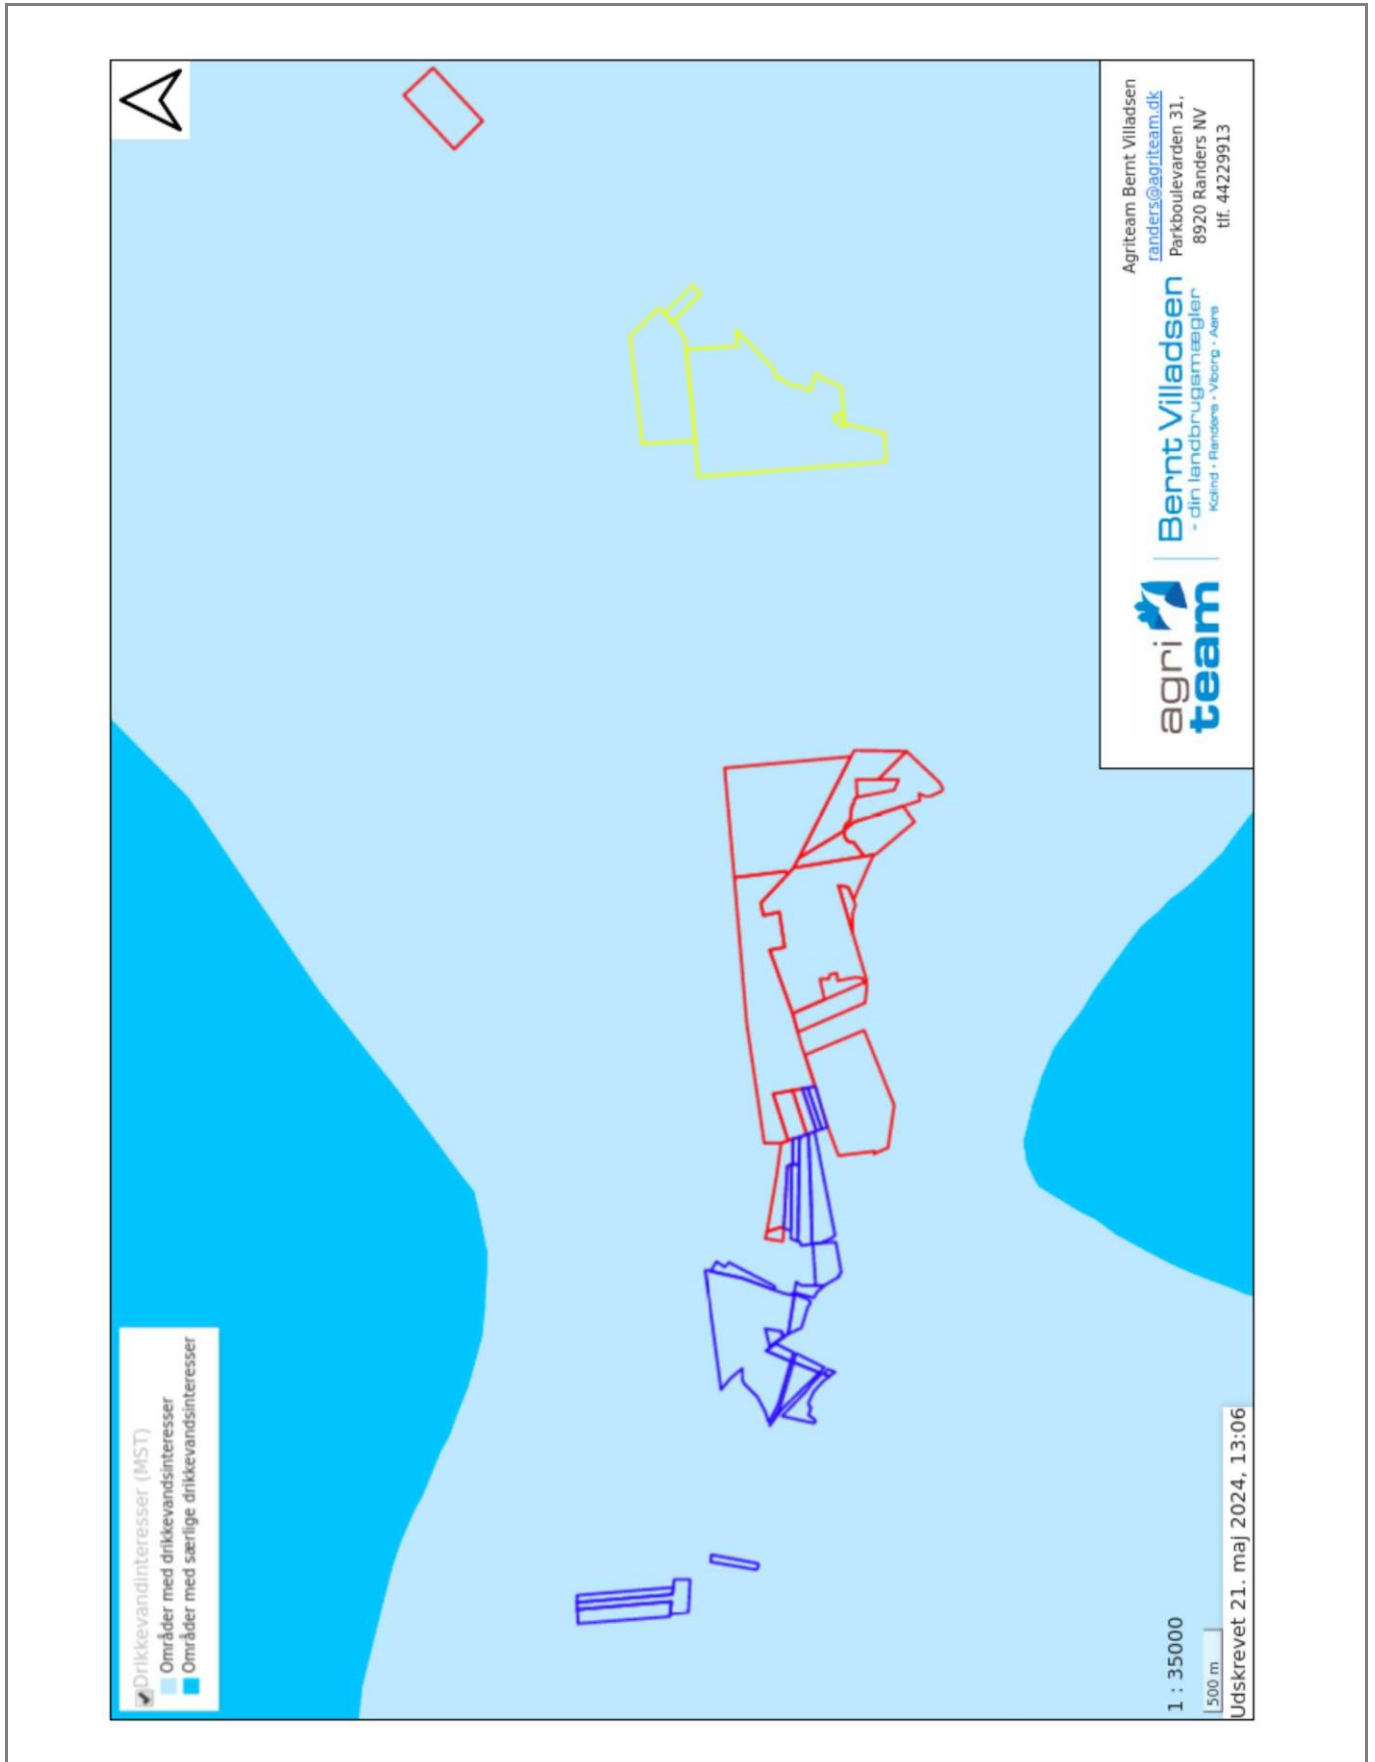 Drikkevandinteresser (MST)
Områder med drikkevandsinteresser
Områder med særlige drikkevandsinteresser
1 : 35000
500 m
Udskrevet 21. maj 2024, 13:06
agri
team
Bernt Villadsen
- din landbrugsmægler
Kolind · Randers · Viborg · Aars
Agriteam Bernt Villadsen
randers@agriteam.dk
Parkboulevarden 31,
8920 Randers NV
tlf. 44229913